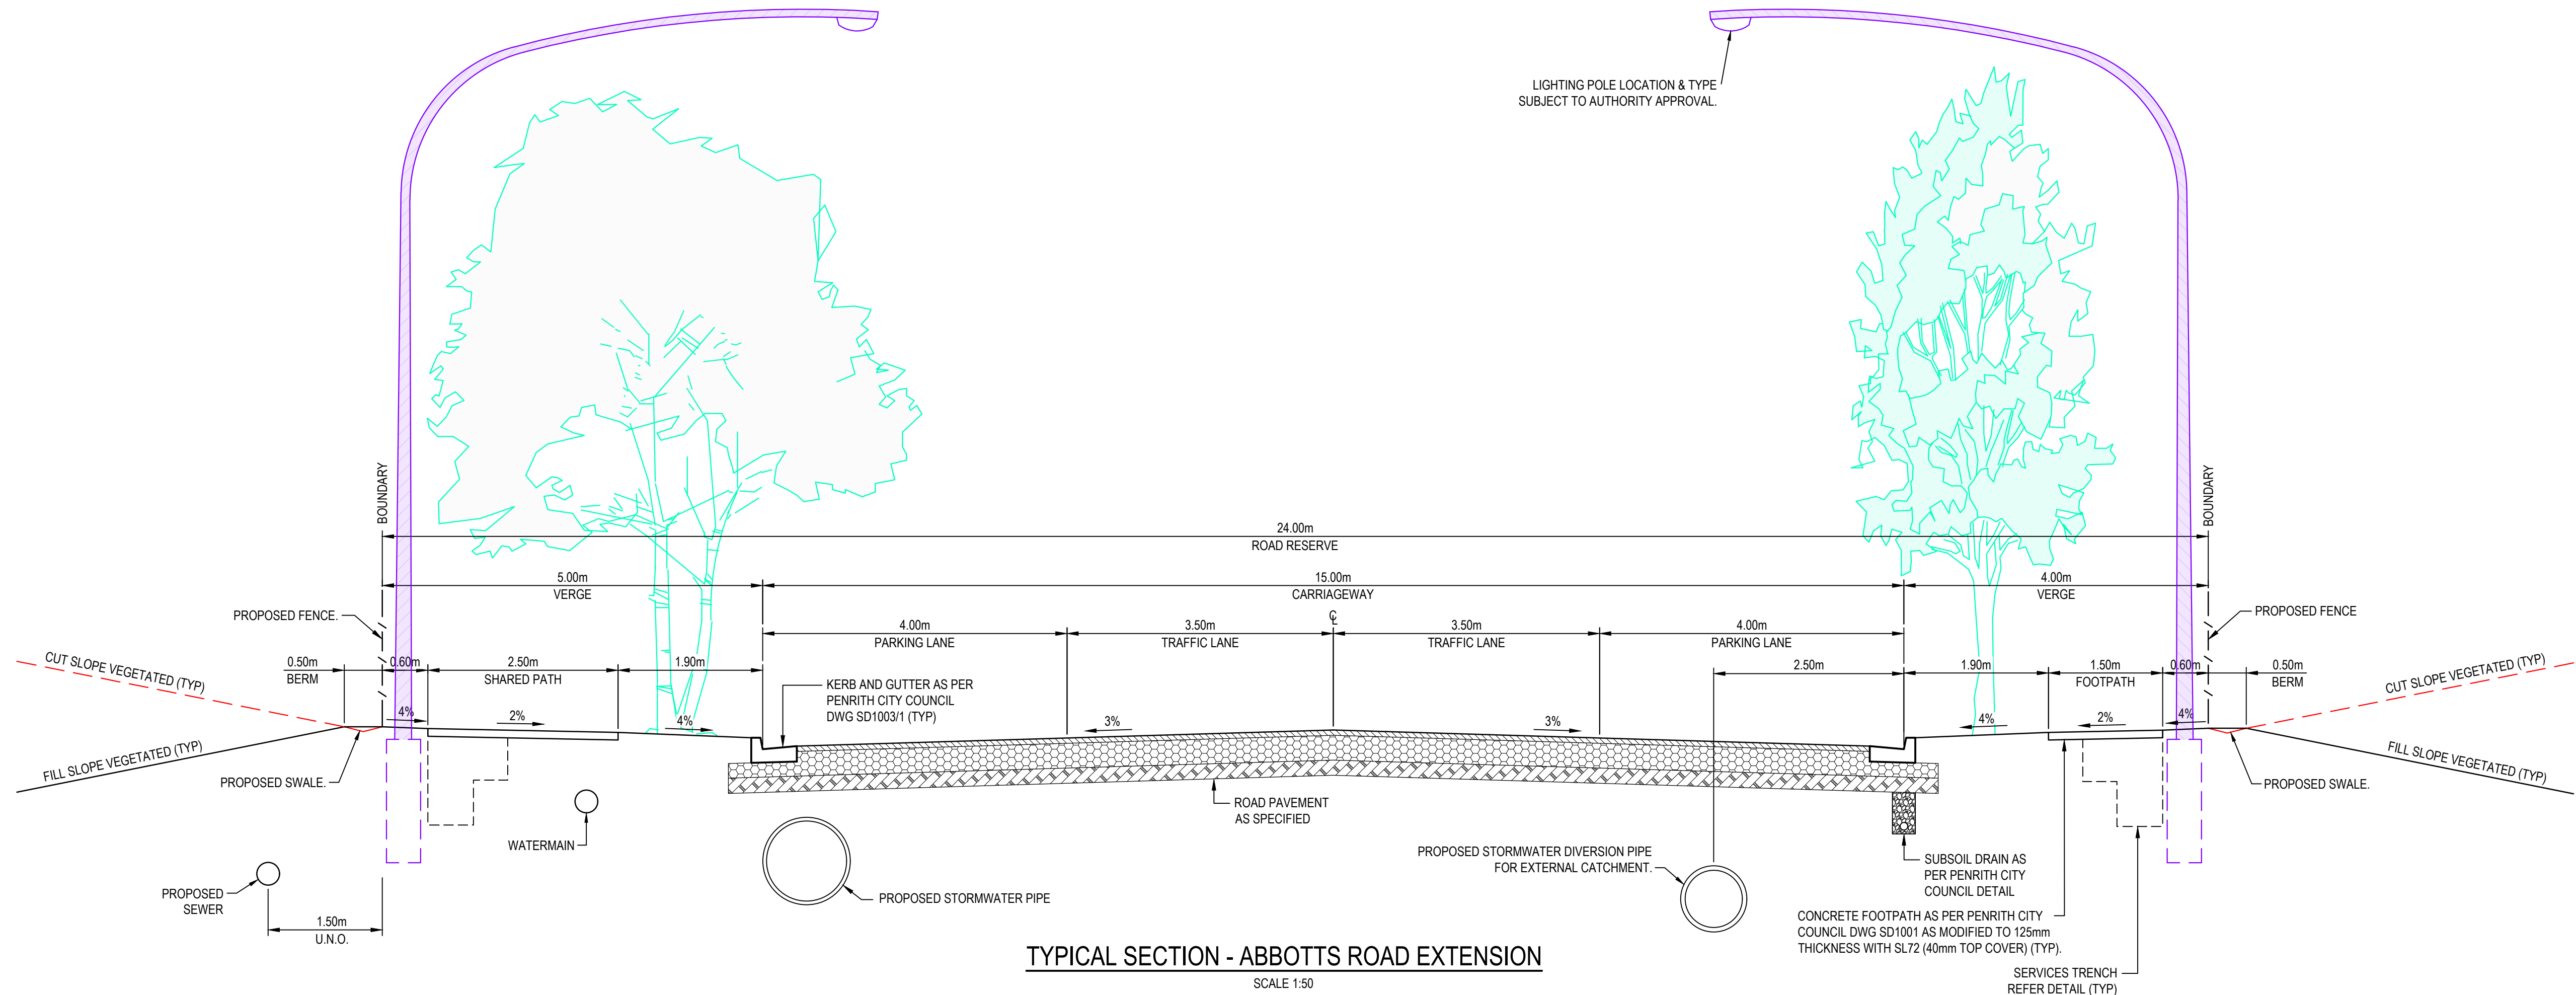 LIGHTING POLE LOCATION & TYPE
SUBJECT TO AUTHORITY APPROVAL.
BOUNDARY
BOUNDARY
24.00m
ROAD RESERVE
5.00m
VERGE
15.00m
CARRIAGEWAY
4.00m
VERGE
PROPOSED FENCE.
PROPOSED FENCE
4.00m
PARKING LANE
3.50m
TRAFFIC LANE
℄
3.50m
TRAFFIC LANE
4.00m
PARKING LANE
CUT SLOPE VEGETATED (TYP)
0.50m
BERM
0.60m
2.50m
SHARED PATH
1.90m
2.50m
1.90m
1.50m
FOOTPATH
0.60m
0.50m
BERM
CUT SLOPE VEGETATED (TYP)
KERB AND GUTTER AS PER
PENRITH CITY COUNCIL
DWG SD1003/1 (TYP)
4%
2%
4%
3%
3%
4%
2%
4%
FILL SLOPE VEGETATED (TYP)
FILL SLOPE VEGETATED (TYP)
PROPOSED SWALE.
PROPOSED SWALE.
ROAD PAVEMENT
AS SPECIFIED
WATERMAIN
PROPOSED STORMWATER DIVERSION PIPE
FOR EXTERNAL CATCHMENT.
SUBSOIL DRAIN AS
PER PENRITH CITY
COUNCIL DETAIL
PROPOSED
SEWER
PROPOSED STORMWATER PIPE
1.50m
U.N.O.
CONCRETE FOOTPATH AS PER PENRITH CITY
COUNCIL DWG SD1001 AS MODIFIED TO 125mm
THICKNESS WITH SL72 (40mm TOP COVER) (TYP).
SERVICES TRENCH
REFER DETAIL (TYP)
TYPICAL SECTION - ABBOTTS ROAD EXTENSION
SCALE 1:50